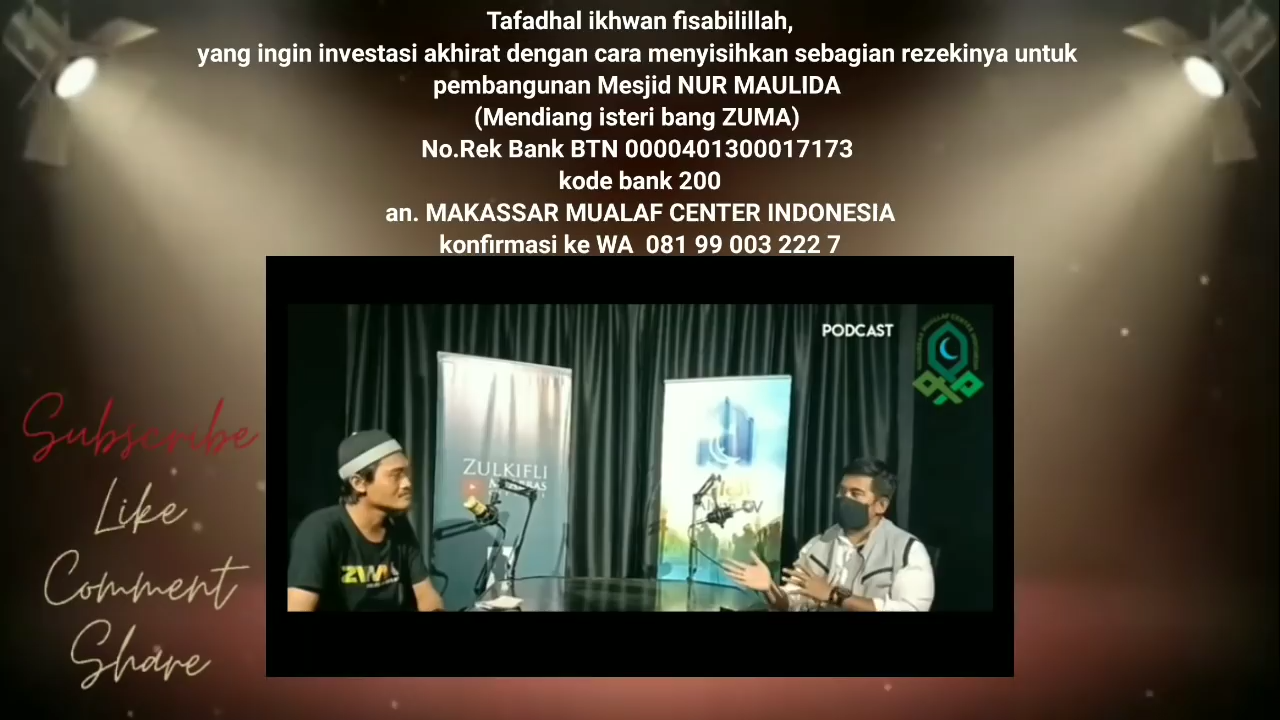 Tafadhal ikhwan fisabilillah,
yang ingin investasi akhirat dengan cara menyisihkan sebagian rezekinya untuk
pembangunan Mesjid NUR MAULIDA
(Mendiang isteri bang ZUMA)
No.Rek Bank BTN 0000401300017173
kode bank 200
an. MAKASSAR MUALAF CENTER INDONESIA
konfirmasi ke WA 081 99 003 222 7
PODCAST
ZULKIFLI
Subscribe
Like
Comment
Share